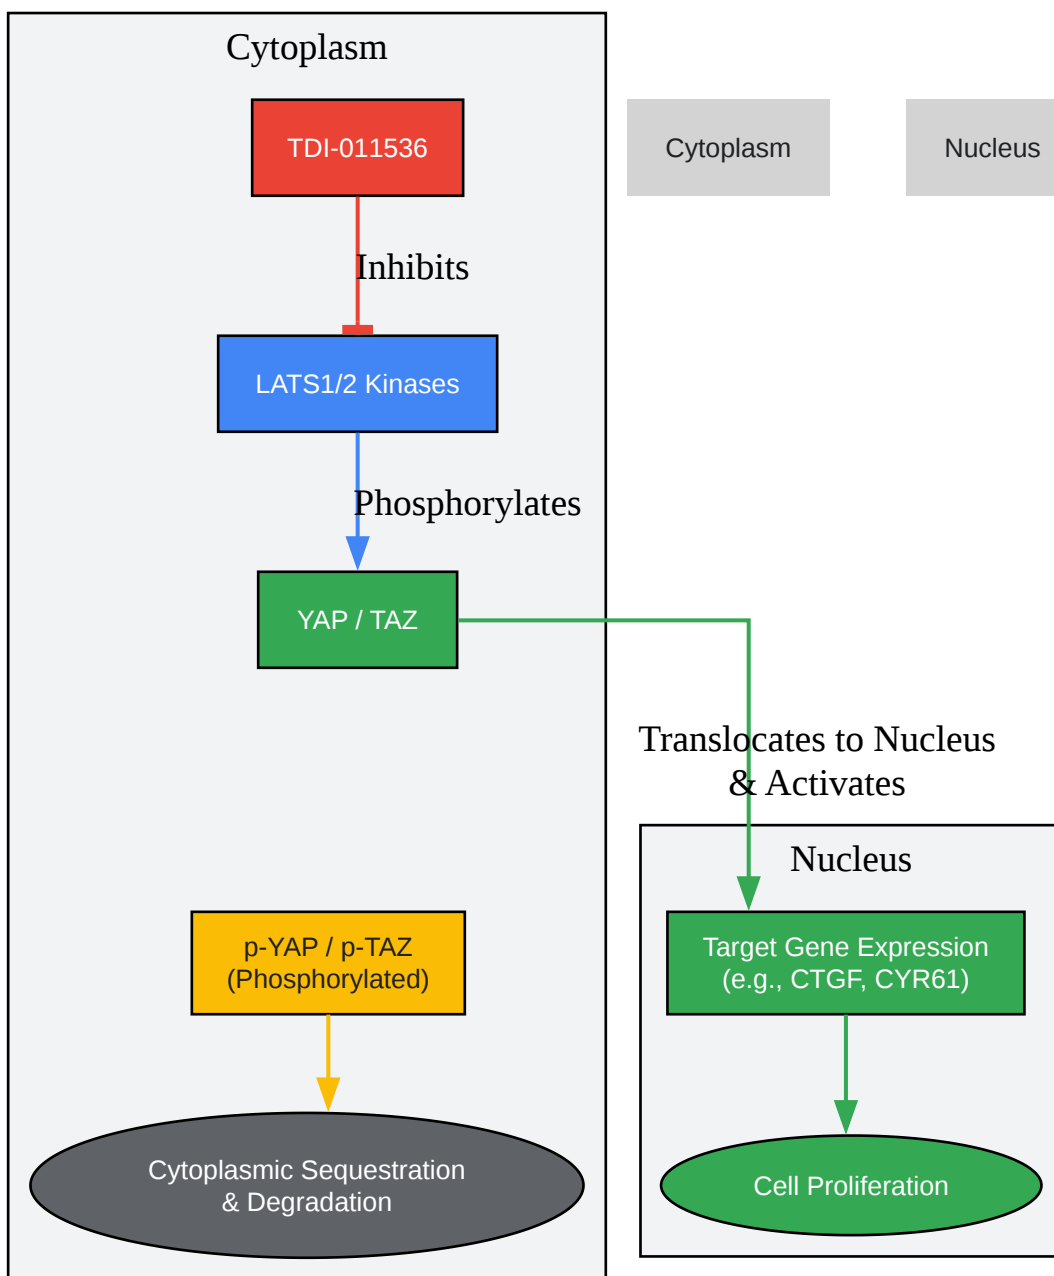 Cytoplasm
TDI-011536
Cytoplasm
Nucleus
Inhibits
LATS1/2 Kinases
Phosphorylates
YAP / TAZ
Translocates to Nucleus
& Activates
Nucleus
p-YAP / p-TAZ
(Phosphorylated)
Target Gene Expression
(e.g., CTGF, CYR61)
Cytoplasmic Sequestration
& Degradation
Cell Proliferation